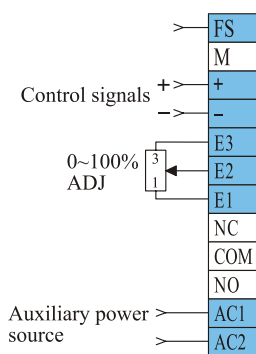 FS
M
Control signals
+
+
−
−
E3
0~100%
ADJ
3
1
E2
E1
NC
COM
NO
Auxiliary power
source
AC1
AC2